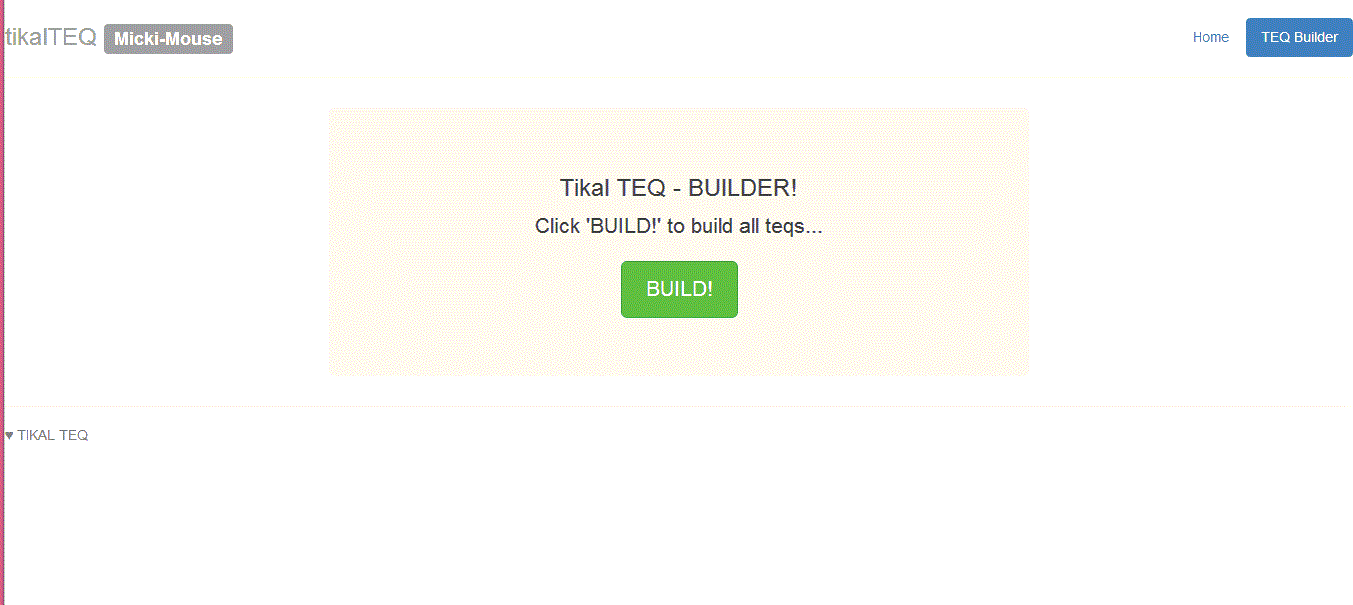 tikalTEQ Micki-Mouse
Home TEQ Builder
Tikal TEQ - BUILDER!
Click 'BUILD!' to build all teqs...
BUILD!
♥ TIKAL TEQ